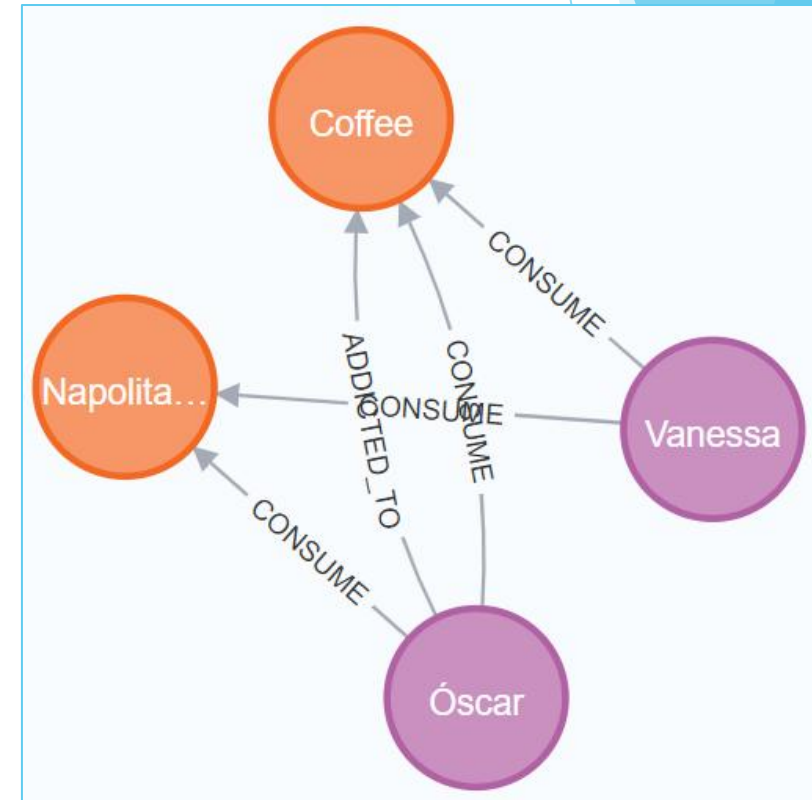 Coffee
CONSUME
ADDICTED_TO
CONSUME
CONSUME
Napolita...
Vanessa
CONSUME
Óscar